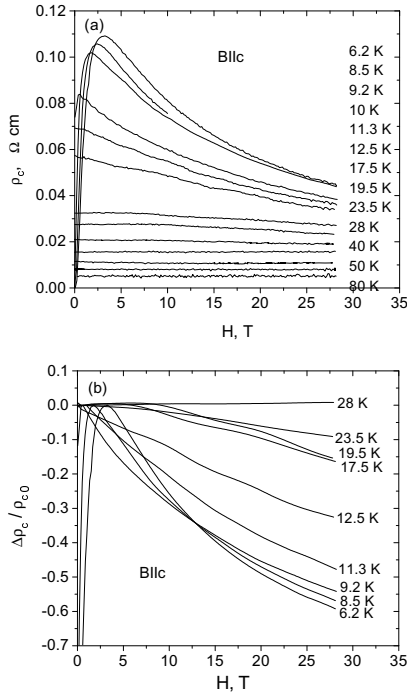 (a)
BIIc
0.12
0.10
0.08
0.06
0.04
0.02
0.00
ρc, Ω cm
6.2 K
8.5 K
9.2 K
10 K
11.3 K
12.5 K
17.5 K
19.5 K
23.5 K
28 K
40 K
50 K
80 K
0 5 10 15 20 25 30 35
H, T
(b)
0.1
0.0
-0.1
-0.2
-0.3
-0.4
-0.5
-0.6
-0.7
Δρc / ρc0
28 K
23.5 K
19.5 K
17.5 K
12.5 K
11.3 K
9.2 K
8.5 K
6.2 K
BIIc
0 5 10 15 20 25 30 35
H, T